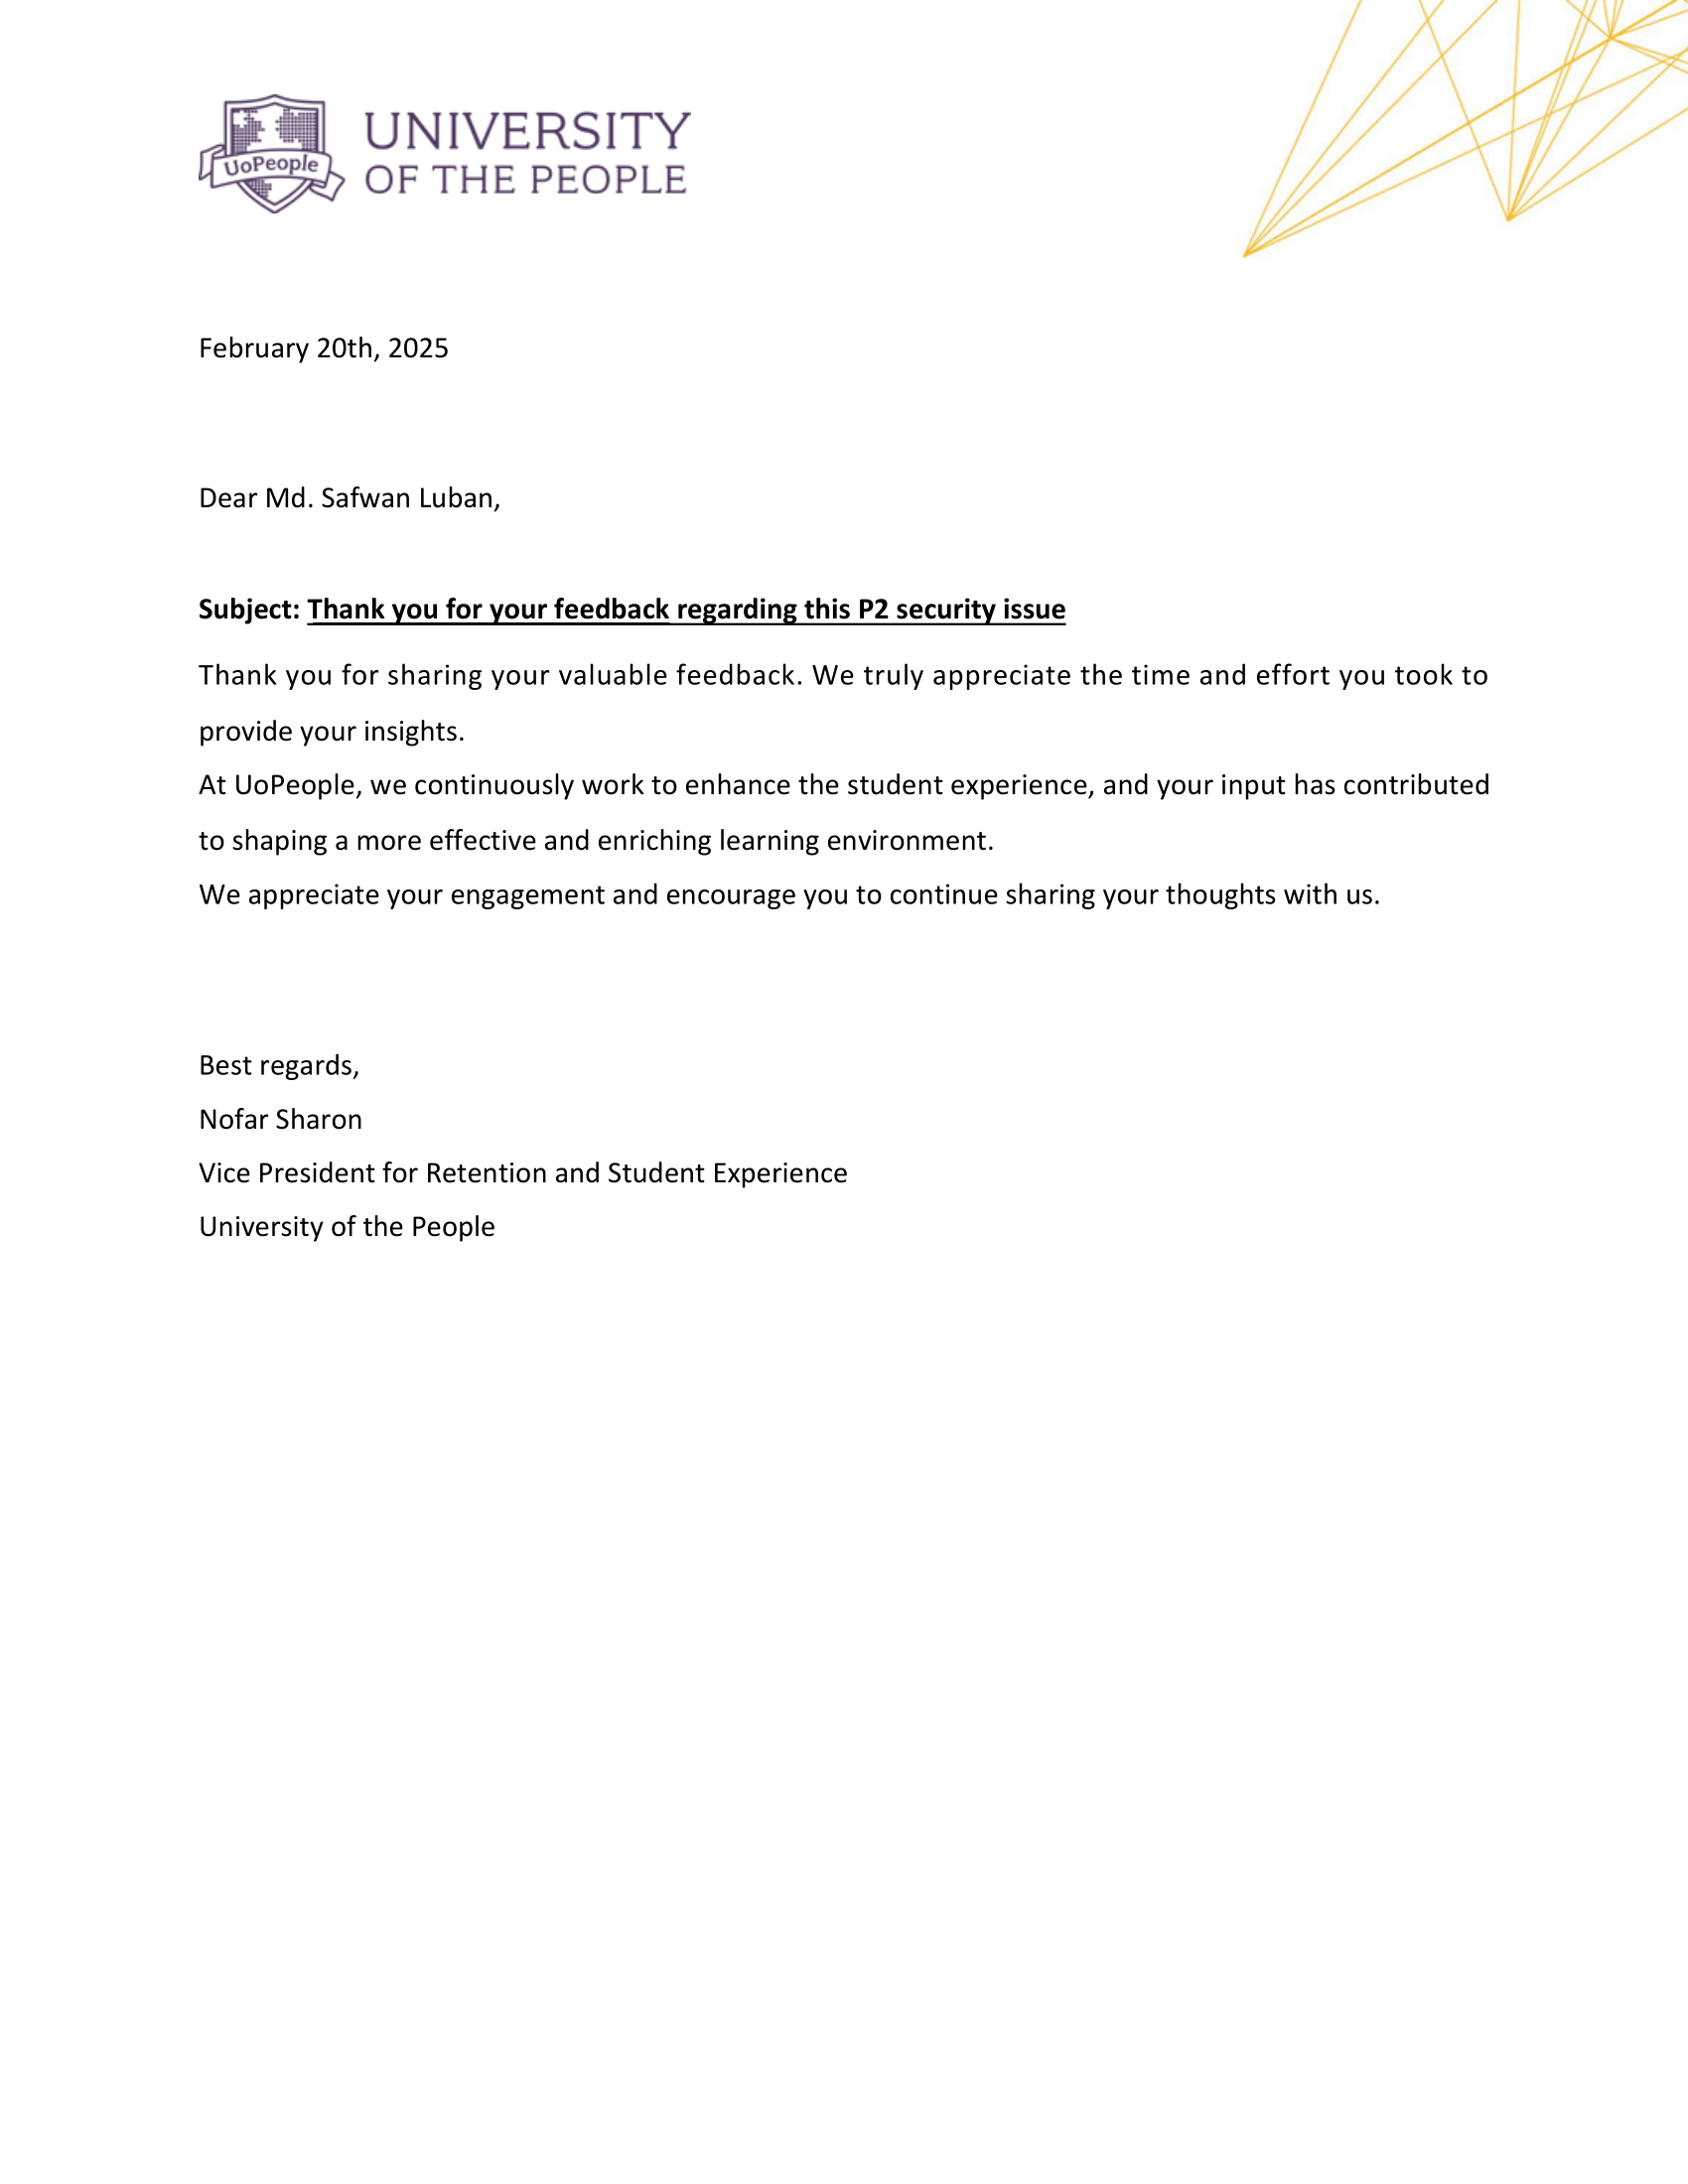 UoPeople
UNIVERSITY
OF THE PEOPLE
February 20th, 2025
Dear Md. Safwan Luban,
Subject: Thank you for your feedback regarding this P2 security issue
Thank you for sharing your valuable feedback. We truly appreciate the time and effort you took to
provide your insights.
At UoPeople, we continuously work to enhance the student experience, and your input has contributed
to shaping a more effective and enriching learning environment.
We appreciate your engagement and encourage you to continue sharing your thoughts with us.
Best regards,
Nofar Sharon
Vice President for Retention and Student Experience
University of the People